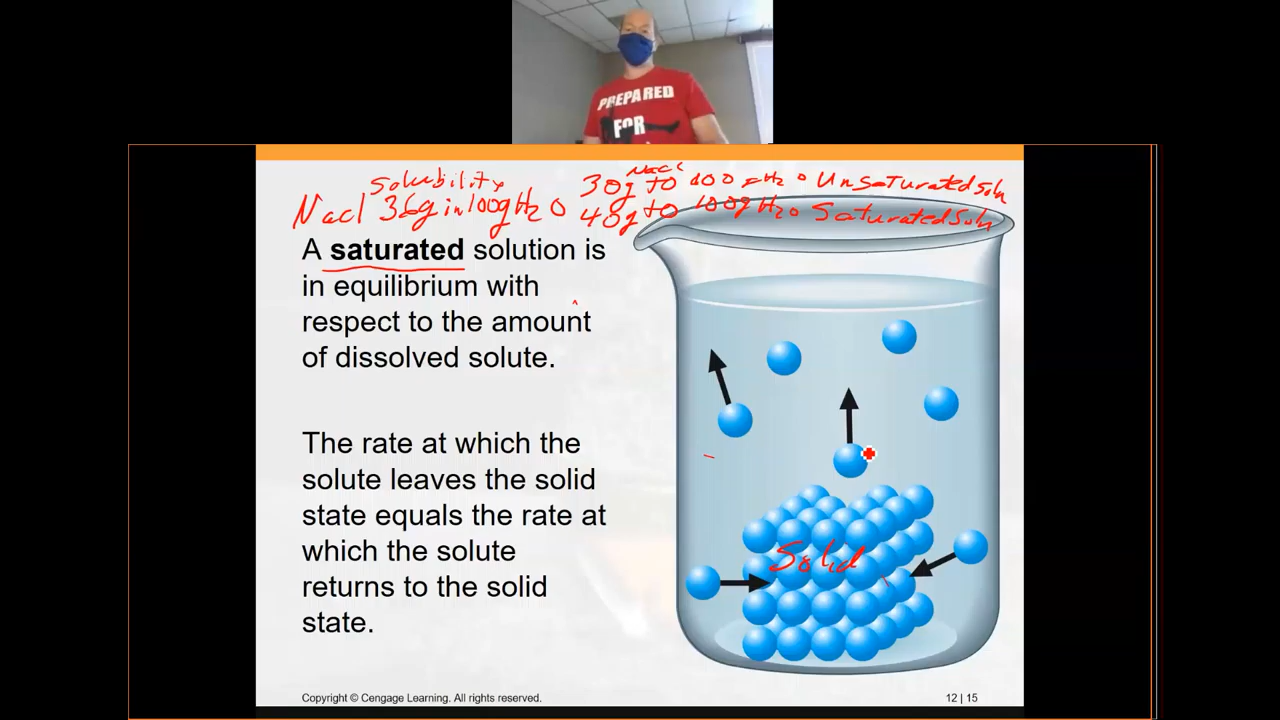 PREPARED
FOR
solubility
NaCl 36g in 100g H2O
NaCl
30g to 100 g H2O Unsaturated soln
40g to 100g H2O Saturated Soln
A saturated solution is
in equilibrium with
respect to the amount
of dissolved solute.
The rate at which the
solute leaves the solid
state equals the rate at
which the solute
returns to the solid
state.
Solid
Copyright © Cengage Learning. All rights reserved.
12 | 15